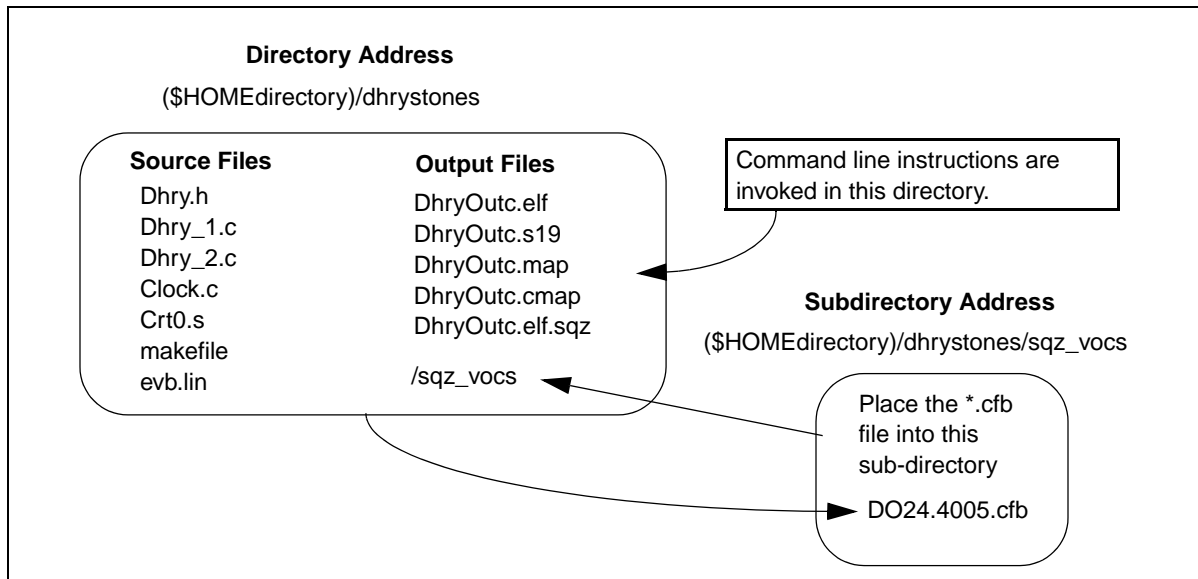 Directory Address
($HOMEdirectory)/dhrystones
Source Files
Dhry.h
Dhry_1.c
Dhry_2.c
Clock.c
Crt0.s
makefile
evb.lin
Output Files
DhryOutc.elf
DhryOutc.s19
DhryOutc.map
DhryOutc.cmap
DhryOutc.elf.sqz
/sqz_vocs
Command line instructions are
invoked in this directory.
Subdirectory Address
($HOMEdirectory)/dhrystones/sqz_vocs
Place the *.cfb
file into this
sub-directory
DO24.4005.cfb